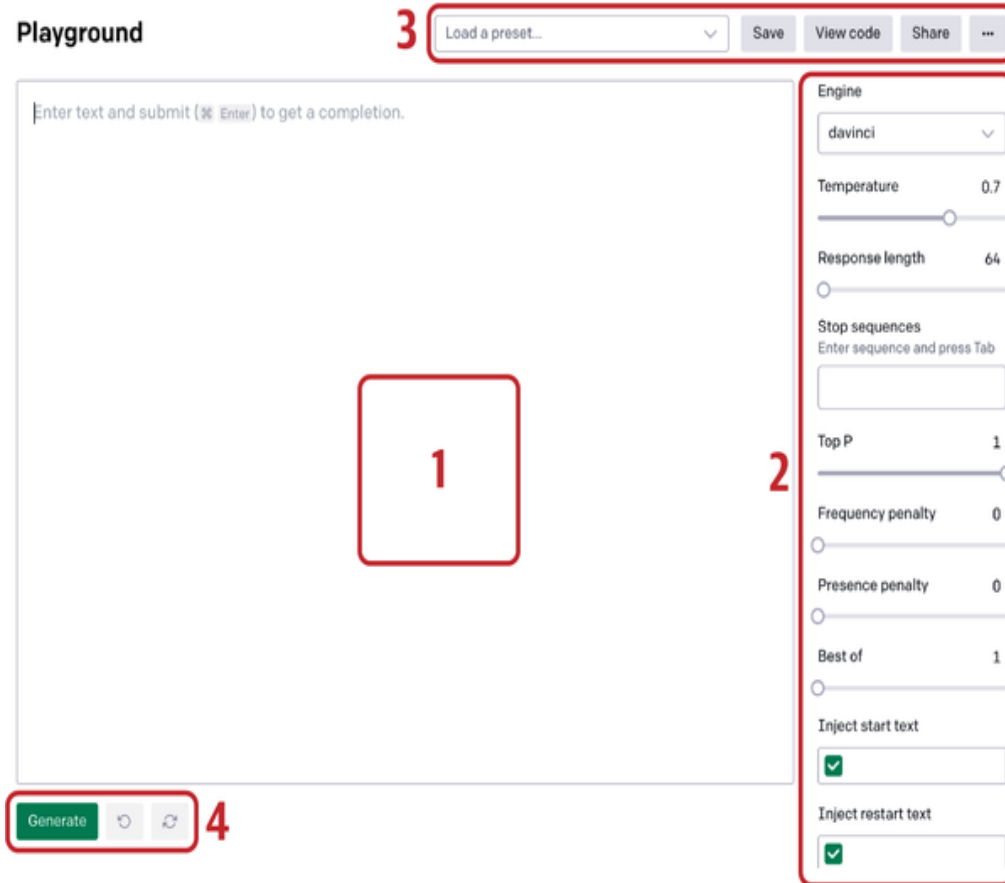 Playground
3
Load a preset...
Save
View code
Share
...
Enter text and submit (⌘ Enter) to get a completion.
1
2
Engine
davinci
Temperature 0.7
Response length 64
Stop sequences
Enter sequence and press Tab
Top P 1
Frequency penalty 0
Presence penalty 0
Best of 1
Inject start text
Inject restart text
Generate
4